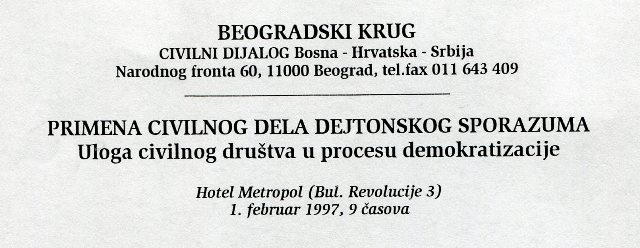 BEOGRADSKI KRUG
CIVILNI DIJALOG Bosna - Hrvatska - Srbija
Narodnog fronta 60, 11000 Beograd, tel.fax 011 643 409
PRIMENA CIVILNOG DELA DEJTONSKOG SPORAZUMA
Uloga civilnog društva u procesu demokratizacije
Hotel Metropol (Bul. Revolucije 3)
1. februar 1997, 9 časova